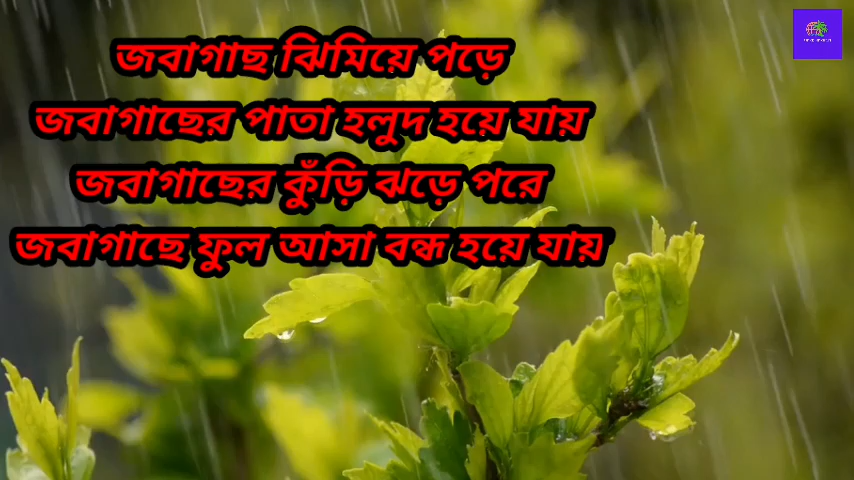 জবাগাছ ঝিমিয়ে পড়ে
জবাগাছের পাতা হলুদ হয়ে যায়
জবাগাছের কুঁড়ি ঝড়ে পরে
জবাগাছে ফুল আসা বন্ধ হয়ে যায়